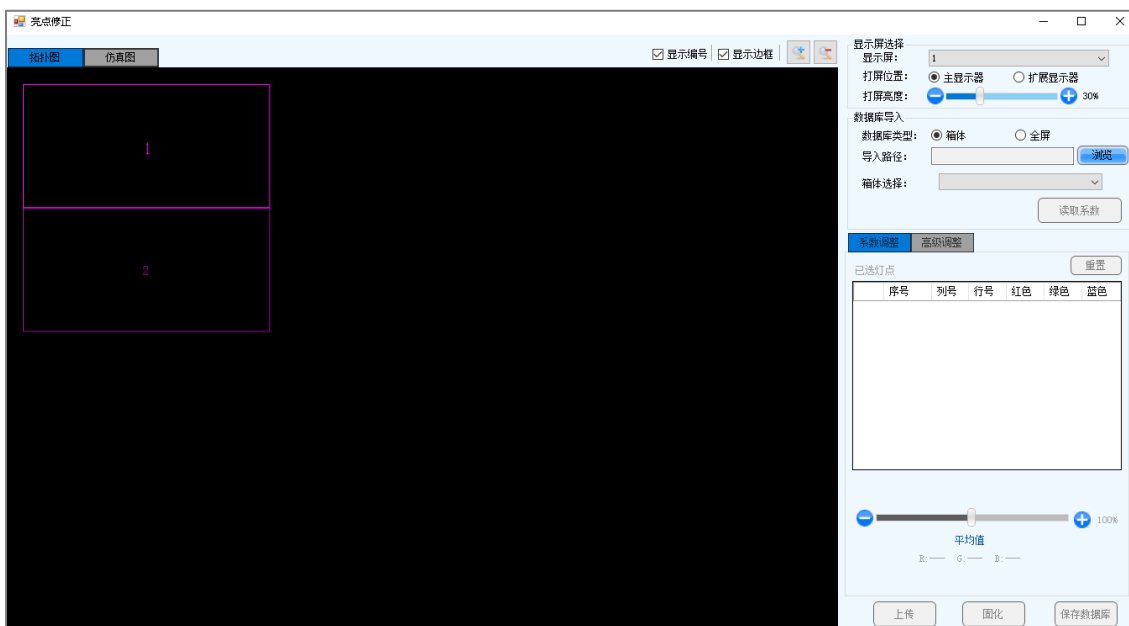 亮点修正
拓扑图 仿真图 显示编号 显示边框
1
2
显示屏选择
显示屏: 1
打屏位置: 主显示器 扩展显示器
打屏亮度: 30%
数据库导入
数据库类型: 箱体 全屏
导入路径: 浏览
箱体选择:
读取系数
系数调整 高级调整
已选灯点 重置
序号 列号 行号 红色 绿色 蓝色
100%
平均值
R:— G:— B:—
上传 固化 保存数据库